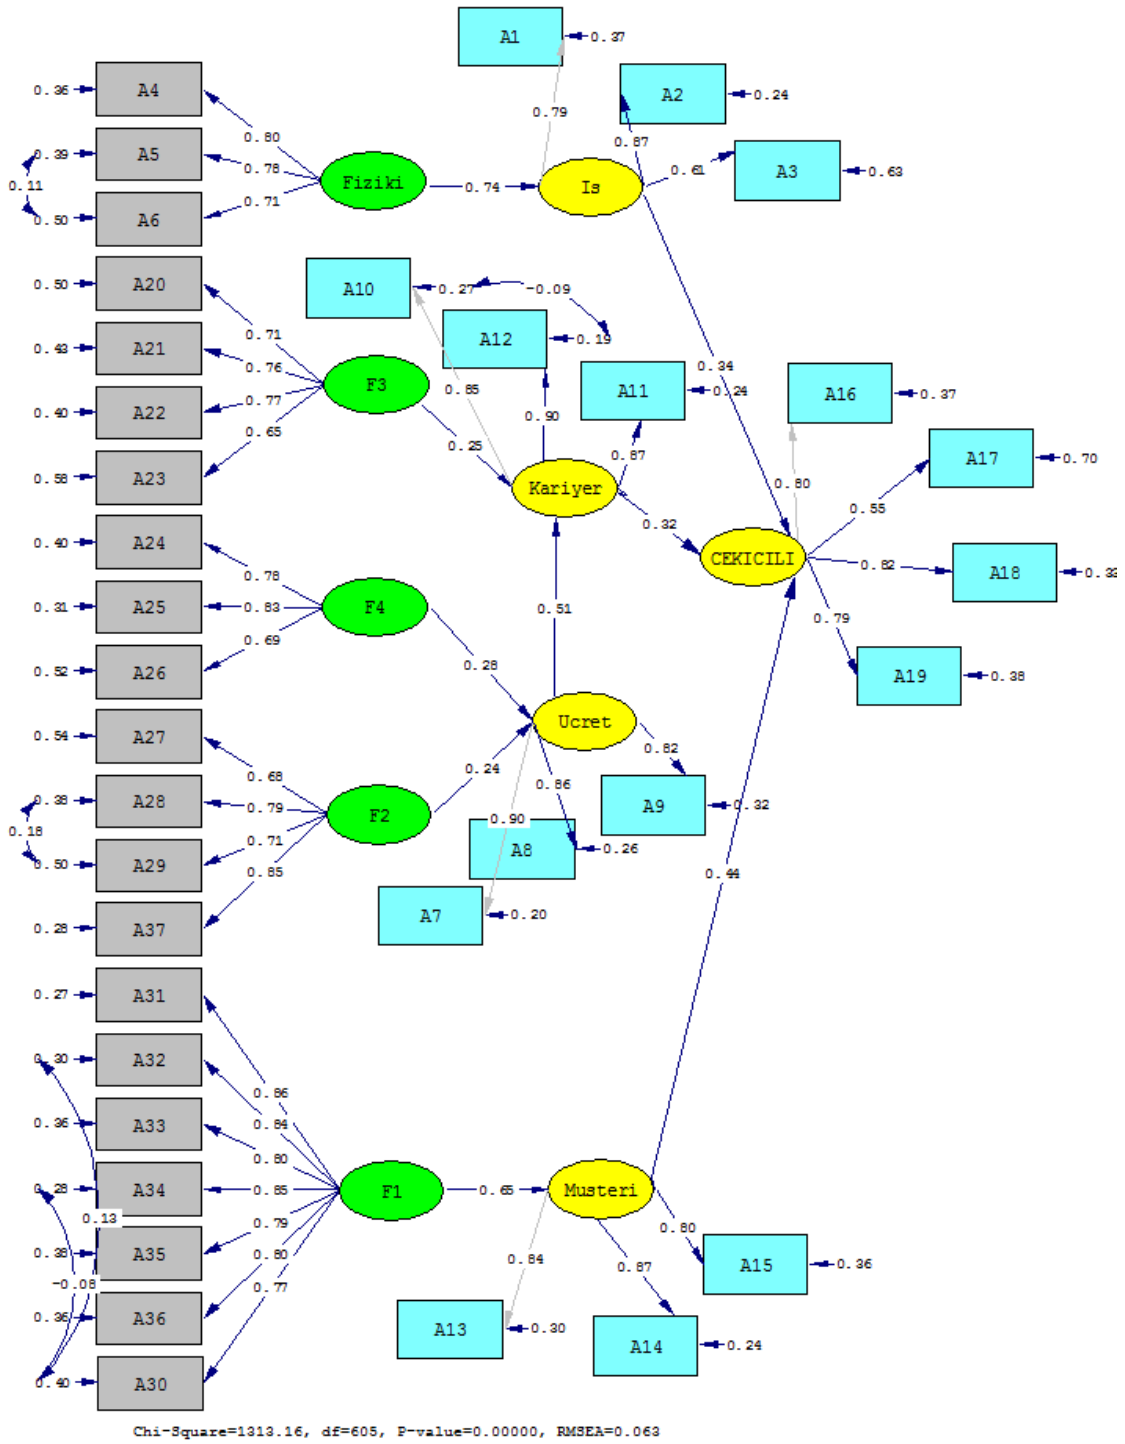 A1
0.37
0.79
A2
0.24
0.87
A3
0.63
0.61
0.36
A4
0.80
0.39
A5
0.78
0.11
0.50
A6
0.71
Fiziki
0.74
Is
0.34
0.50
A20
0.71
0.43
A21
0.76
0.40
A22
0.77
0.58
A23
0.65
F3
0.25
A10
0.27
-0.09
A12
0.19
0.85
0.90
A11
0.24
0.87
Kariyer
0.32
A16
0.37
0.80
A17
0.70
0.55
CEKICILI
0.82
A18
0.33
0.79
A19
0.38
0.40
A24
0.78
0.31
A25
0.83
0.52
A26
0.69
F4
0.28
0.51
Ucret
0.82
A9
0.32
0.86
A8
0.26
0.90
A7
0.20
0.54
A27
0.68
0.38
A28
0.79
0.18
0.50
A29
0.71
0.28
A37
0.85
F2
0.24
0.44
0.27
A31
0.86
0.30
A32
0.84
0.36
A33
0.80
0.28
A34
0.85
0.13
0.38
A35
0.79
-0.08
0.36
A36
0.80
0.40
A30
0.77
F1
0.65
Musteri
0.80
A15
0.36
0.84
A13
0.30
0.87
A14
0.24
Chi-Square=1313.16, df=605, P-value=0.00000, RMSEA=0.063